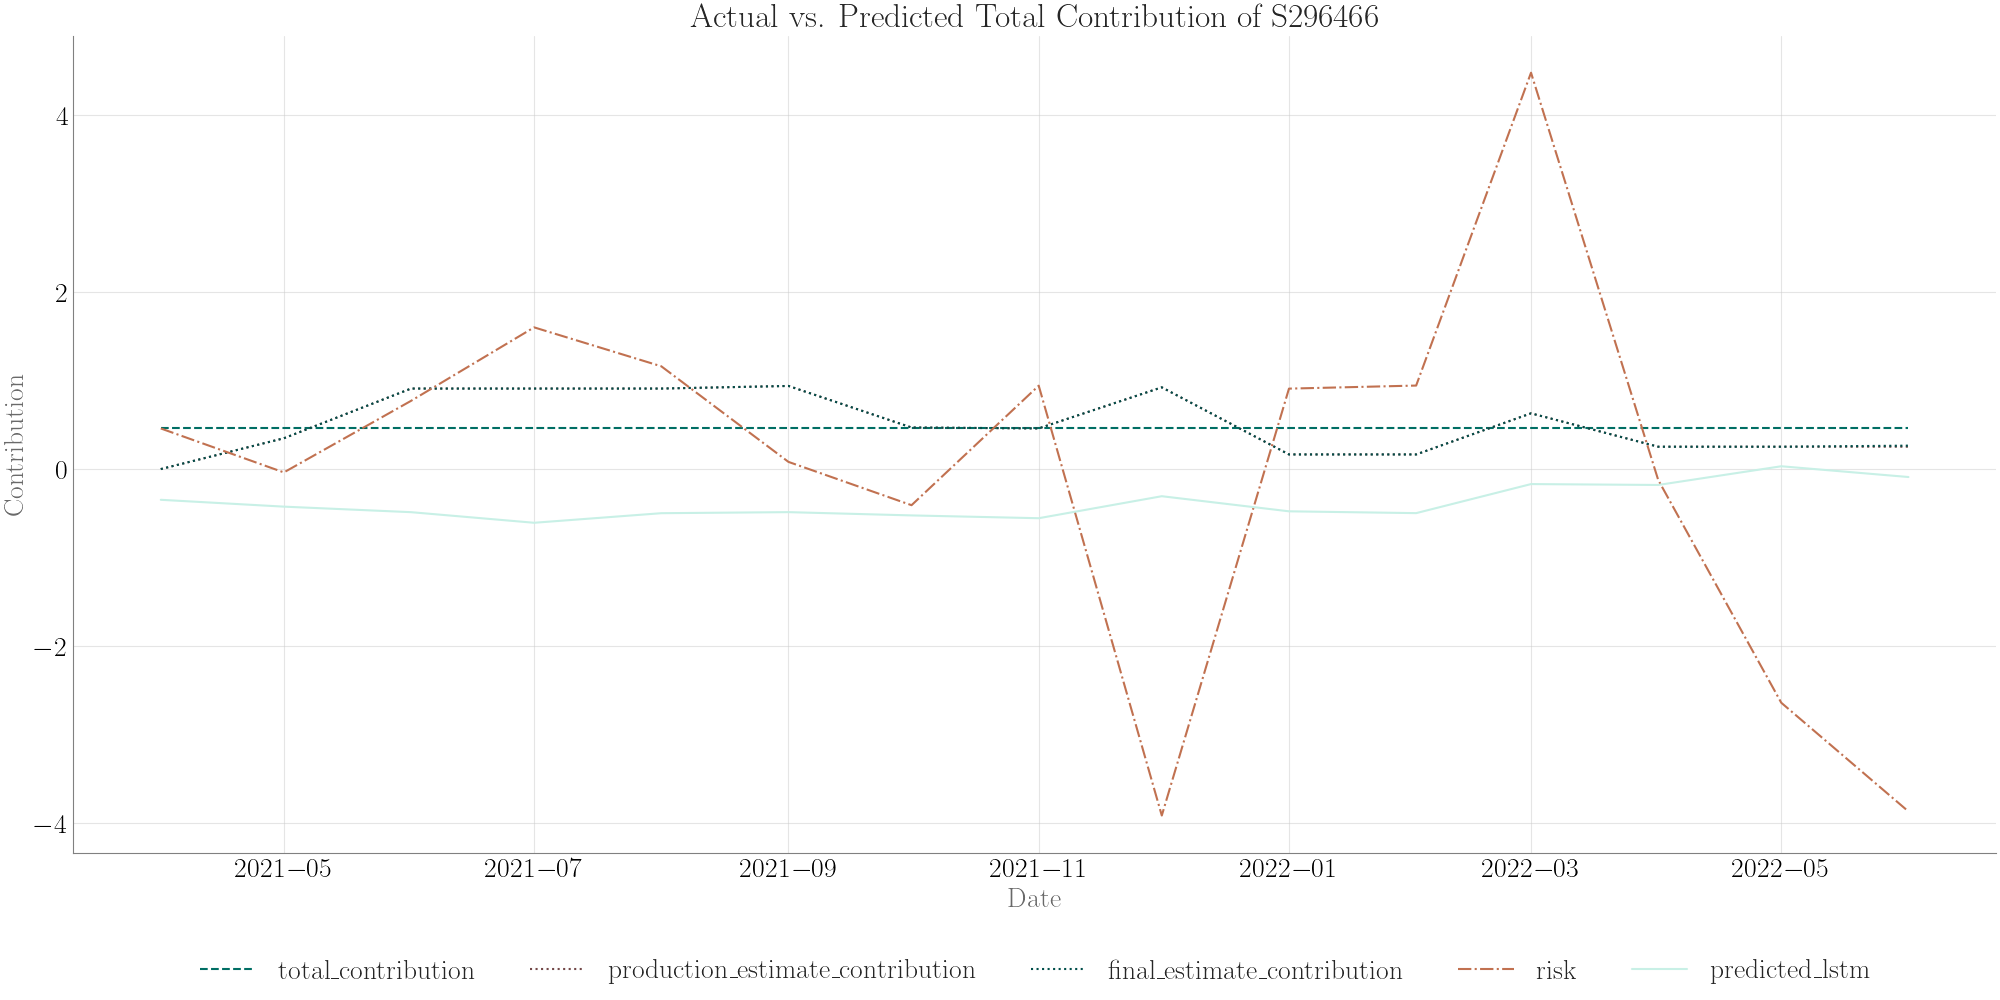 Actual vs. Predicted Total Contribution of S296466
Contribution
4
2
0
−2
−4
2021−05 2021−07 2021−09 2021−11 2022−01 2022−03 2022−05
Date
total_contribution production_estimate_contribution final_estimate_contribution risk predicted_lstm